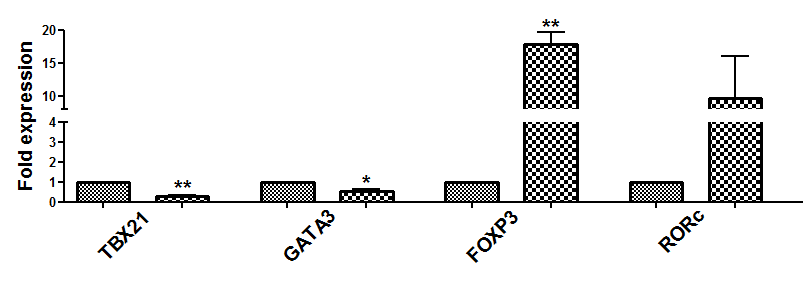 Fold expression
20
15
10
4
3
2
1
0
**
*
**
TBX21
GATA3
FOXP3
RORc